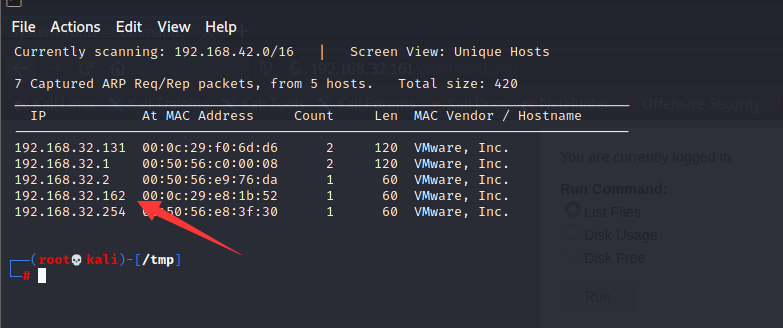 File Actions Edit View Help
Currently scanning: 192.168.42.0/16 | Screen View: Unique Hosts
192.168.32.161
7 Captured ARP Req/Rep packets, from 5 hosts. Total size: 420
Offensive Security
IP At MAC Address Count Len MAC Vendor / Hostname
192.168.32.131 00:0c:29:f0:6d:d6 2 120 VMware, Inc.
192.168.32.1 00:50:56:c0:00:08 2 120 VMware, Inc.
192.168.32.2 00:50:56:e9:76:da 1 60 VMware, Inc.
192.168.32.162 00:0c:29:e8:1b:52 1 60 VMware, Inc.
192.168.32.254 00:50:56:e8:3f:30 1 60 VMware, Inc.
You are currently logged in
Run Command:
List Files
Disk Usage
Disk Free
Run
(root💀kali)-[/tmp]
#